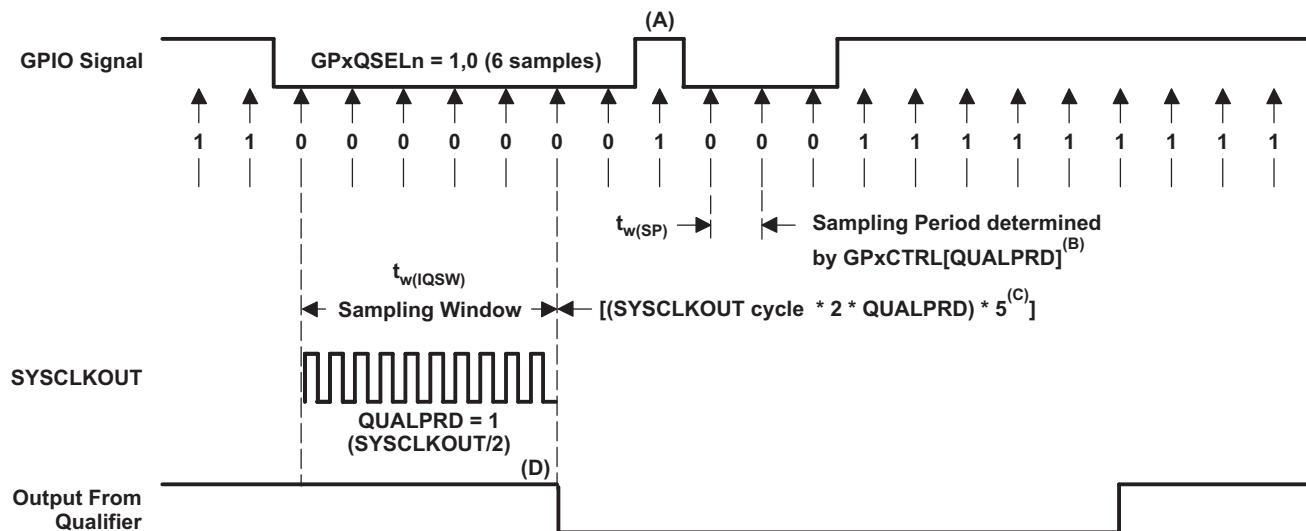 (A)
GPIO Signal
GPxQSELn = 1,0 (6 samples)
1 1 0 0 0 0 0 0 0 1 0 0 0 1 1 1 1 1 1 1 1 1
tw(SP)
Sampling Period determined
by GPxCTRL[QUALPRD](B)
tw(IQSW)
Sampling Window
[(SYSCLKOUT cycle * 2 * QUALPRD) * 5(C)]
SYSCLKOUT
QUALPRD = 1
(SYSCLKOUT/2)
(D)
Output From
Qualifier